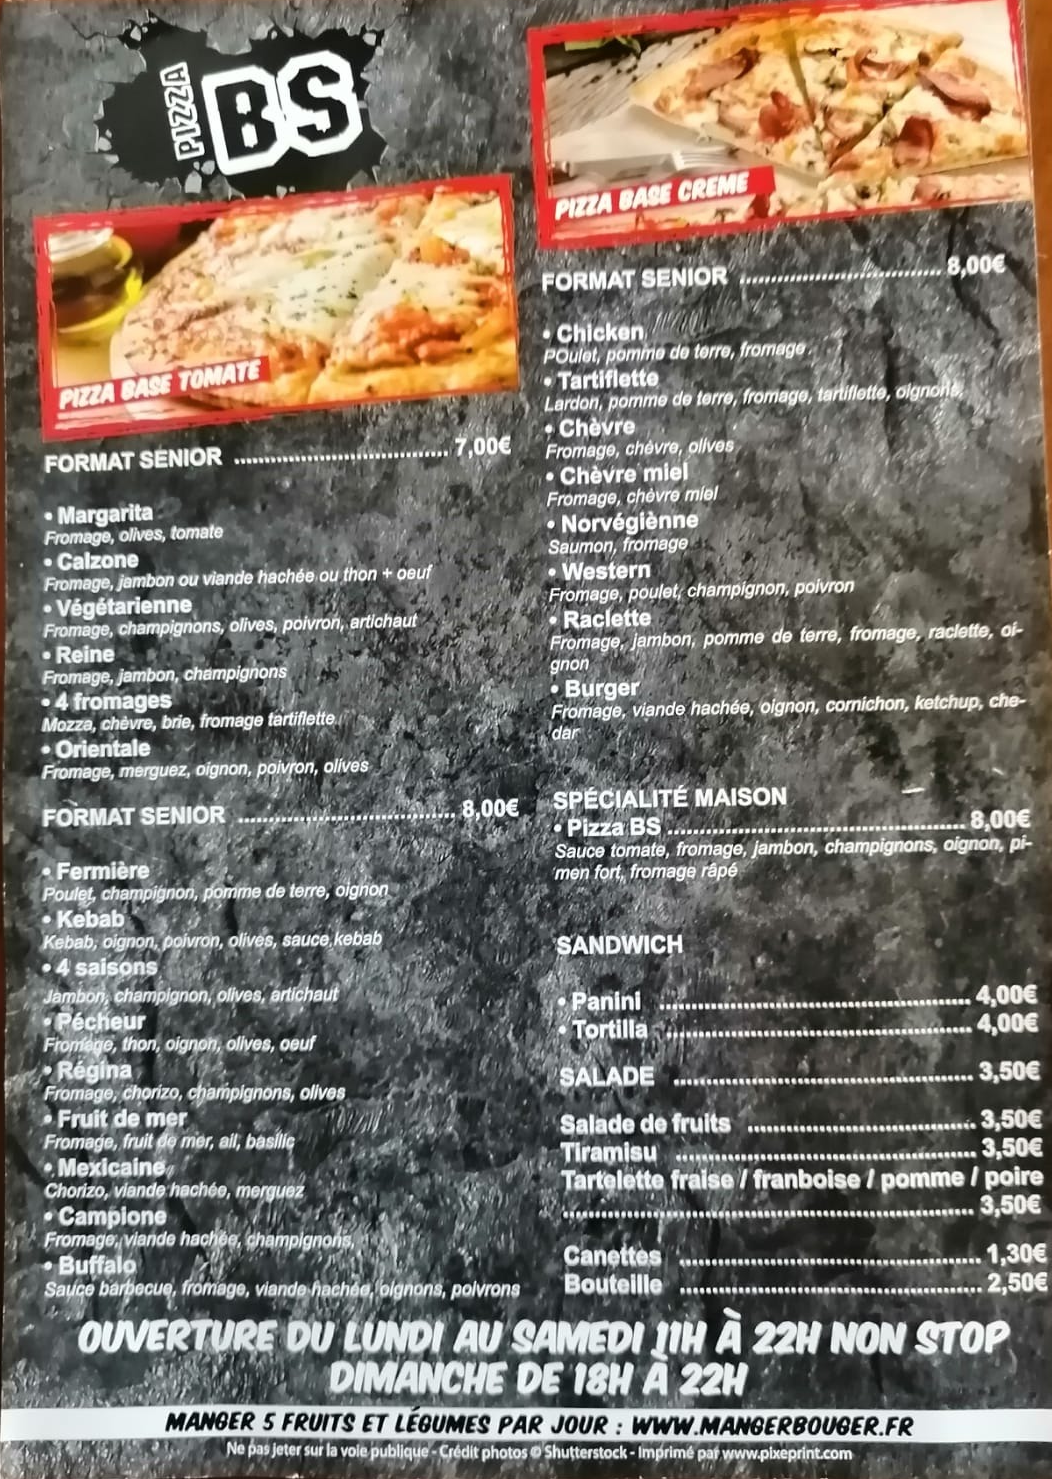 PIZZA BS
PIZZA BASE TOMATE
FORMAT SENIOR ........ 7,00€
• Margarita
Fromage, olives, tomate
• Calzone
Fromage, jambon ou viande hachée ou thon + oeuf
• Végétarienne
Fromage, champignons, olives, poivron, artichaut
• Reine
Fromage, jambon, champignons
• 4 fromages
Mozza, chèvre, brie, fromage tartiflette
• Orientale
Fromage, merguez, oignon, poivron, olives
FORMAT SENIOR ........ 8,00€
• Fermière
Poulet, champignon, pomme de terre, oignon
• Kebab
Kebab, oignon, poivron, olives, sauce kebab
• 4 saisons
Jambon, champignon, olives, artichaut
• Pécheur
Fromage, thon, oignon, olives, oeuf
• Régina
Fromage, chorizo, champignons, olives
• Fruit de mer
Fromage, fruit de mer, ail, basilic
• Mexicaine
Chorizo, viande hachée, merguez
• Campione
Fromage, viande hachée, champignons,
• Buffalo
Sauce barbecue, fromage, viande hachée, oignons, poivrons
PIZZA BASE CREME
FORMAT SENIOR ........ 8,00€
• Chicken
POulet, pomme de terre, fromage
• Tartiflette
Lardon, pomme de terre, fromage, tartiflette, oignons,
• Chèvre
Fromage, chèvre, olives
• Chèvre miel
Fromage, chèvre miel
• Norvégiènne
Saumon, fromage
• Western
Fromage, poulet, champignon, poivron
• Raclette
Fromage, jambon, pomme de terre, fromage, raclette, oi-
gnon
• Burger
Fromage, viande hachée, oignon, cornichon, ketchup, che-
dar
SPÉCIALITÉ MAISON
• Pizza BS ........ 8,00€
Sauce tomate, fromage, jambon, champignons, oignon, pi-
men fort, fromage râpé
SANDWICH
• Panini ........ 4,00€
• Tortilla ........ 4,00€
SALADE ........ 3,50€
Salade de fruits ........ 3,50€
Tiramisu ........ 3,50€
Tartelette fraise / franboise / pomme / poire
........ 3,50€
Canettes ........ 1,30€
Bouteille ........ 2,50€
OUVERTURE DU LUNDI AU SAMEDI 11H À 22H NON STOP
DIMANCHE DE 18H À 22H
MANGER 5 FRUITS ET LÉGUMES PAR JOUR : WWW.MANGERBOUGER.FR
Ne pas jeter sur la voie publique - Crédit photos © Shutterstock - Imprimé par www.pixeprint.com